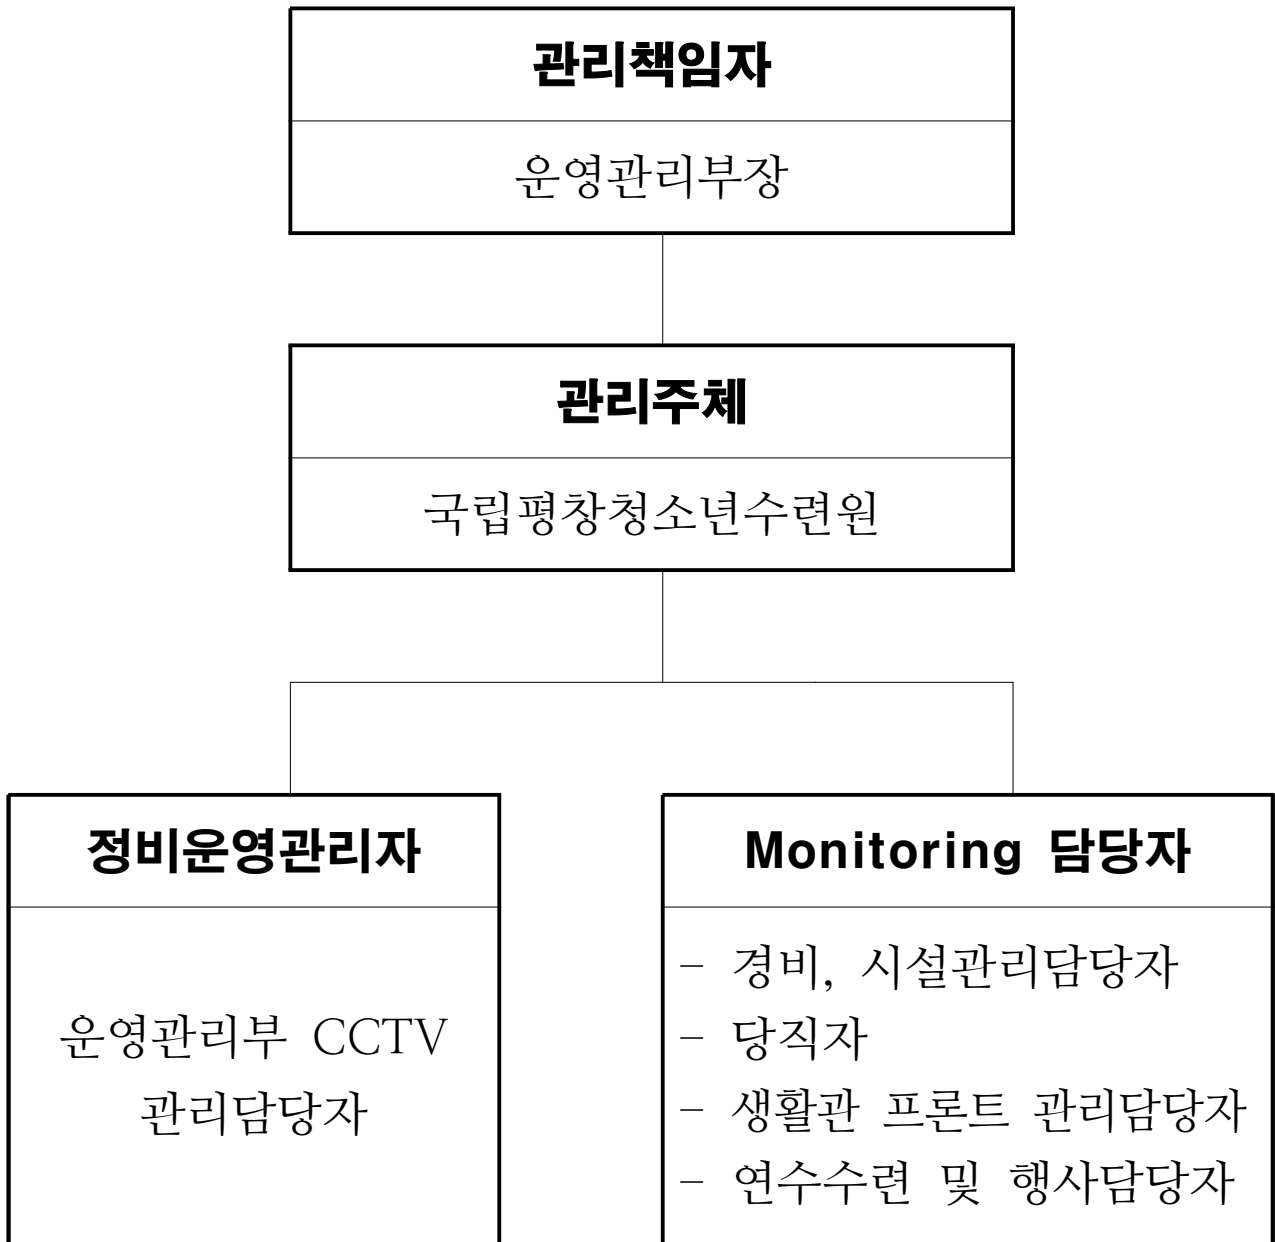 관리책임자
운영관리부장
관리주체
국립평창청소년수련원
정비운영관리자
운영관리부 CCTV
관리담당자
Monitoring 담당자
- 경비, 시설관리담당자
- 당직자
- 생활관 프론트 관리담당자
- 연수수련 및 행사담당자